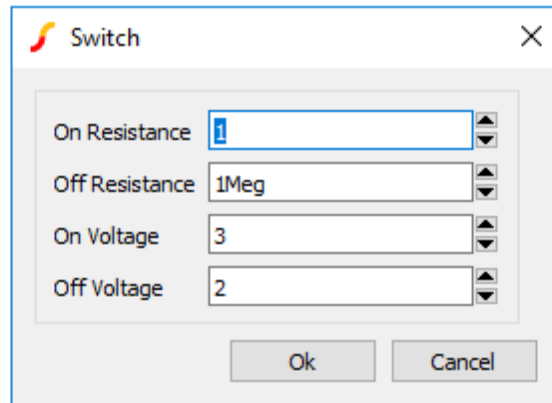 Switch
On Resistance 1
Off Resistance 1Meg
On Voltage 3
Off Voltage 2
Ok Cancel